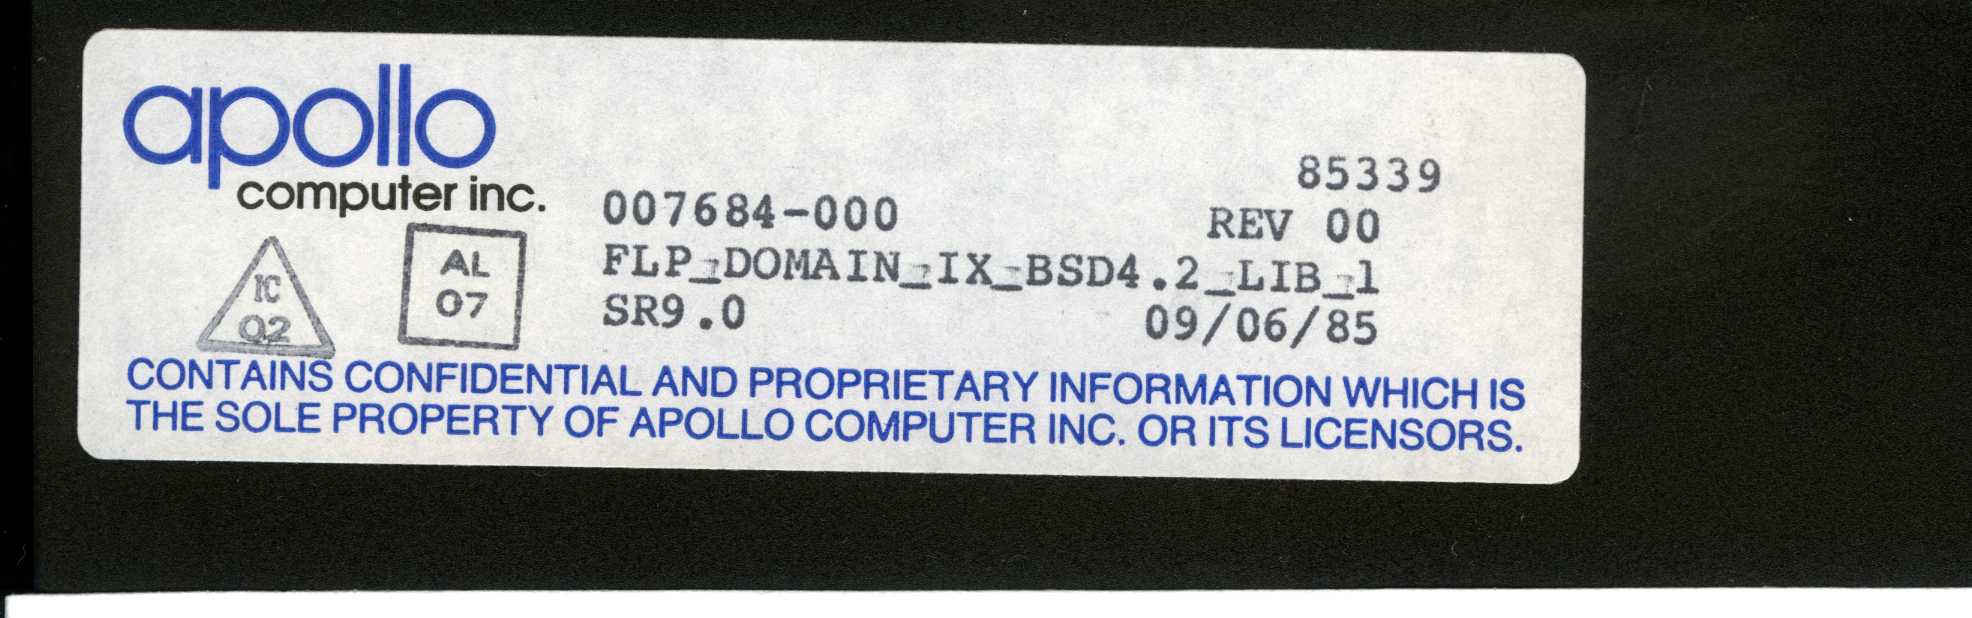 apollo
computer inc.
85339
007684-000 REV 00
FLP_DOMAIN_IX_BSD4.2_LIB_1
SR9.0 09/06/85
IC
02
AL
07
CONTAINS CONFIDENTIAL AND PROPRIETARY INFORMATION WHICH IS
THE SOLE PROPERTY OF APOLLO COMPUTER INC. OR ITS LICENSORS.